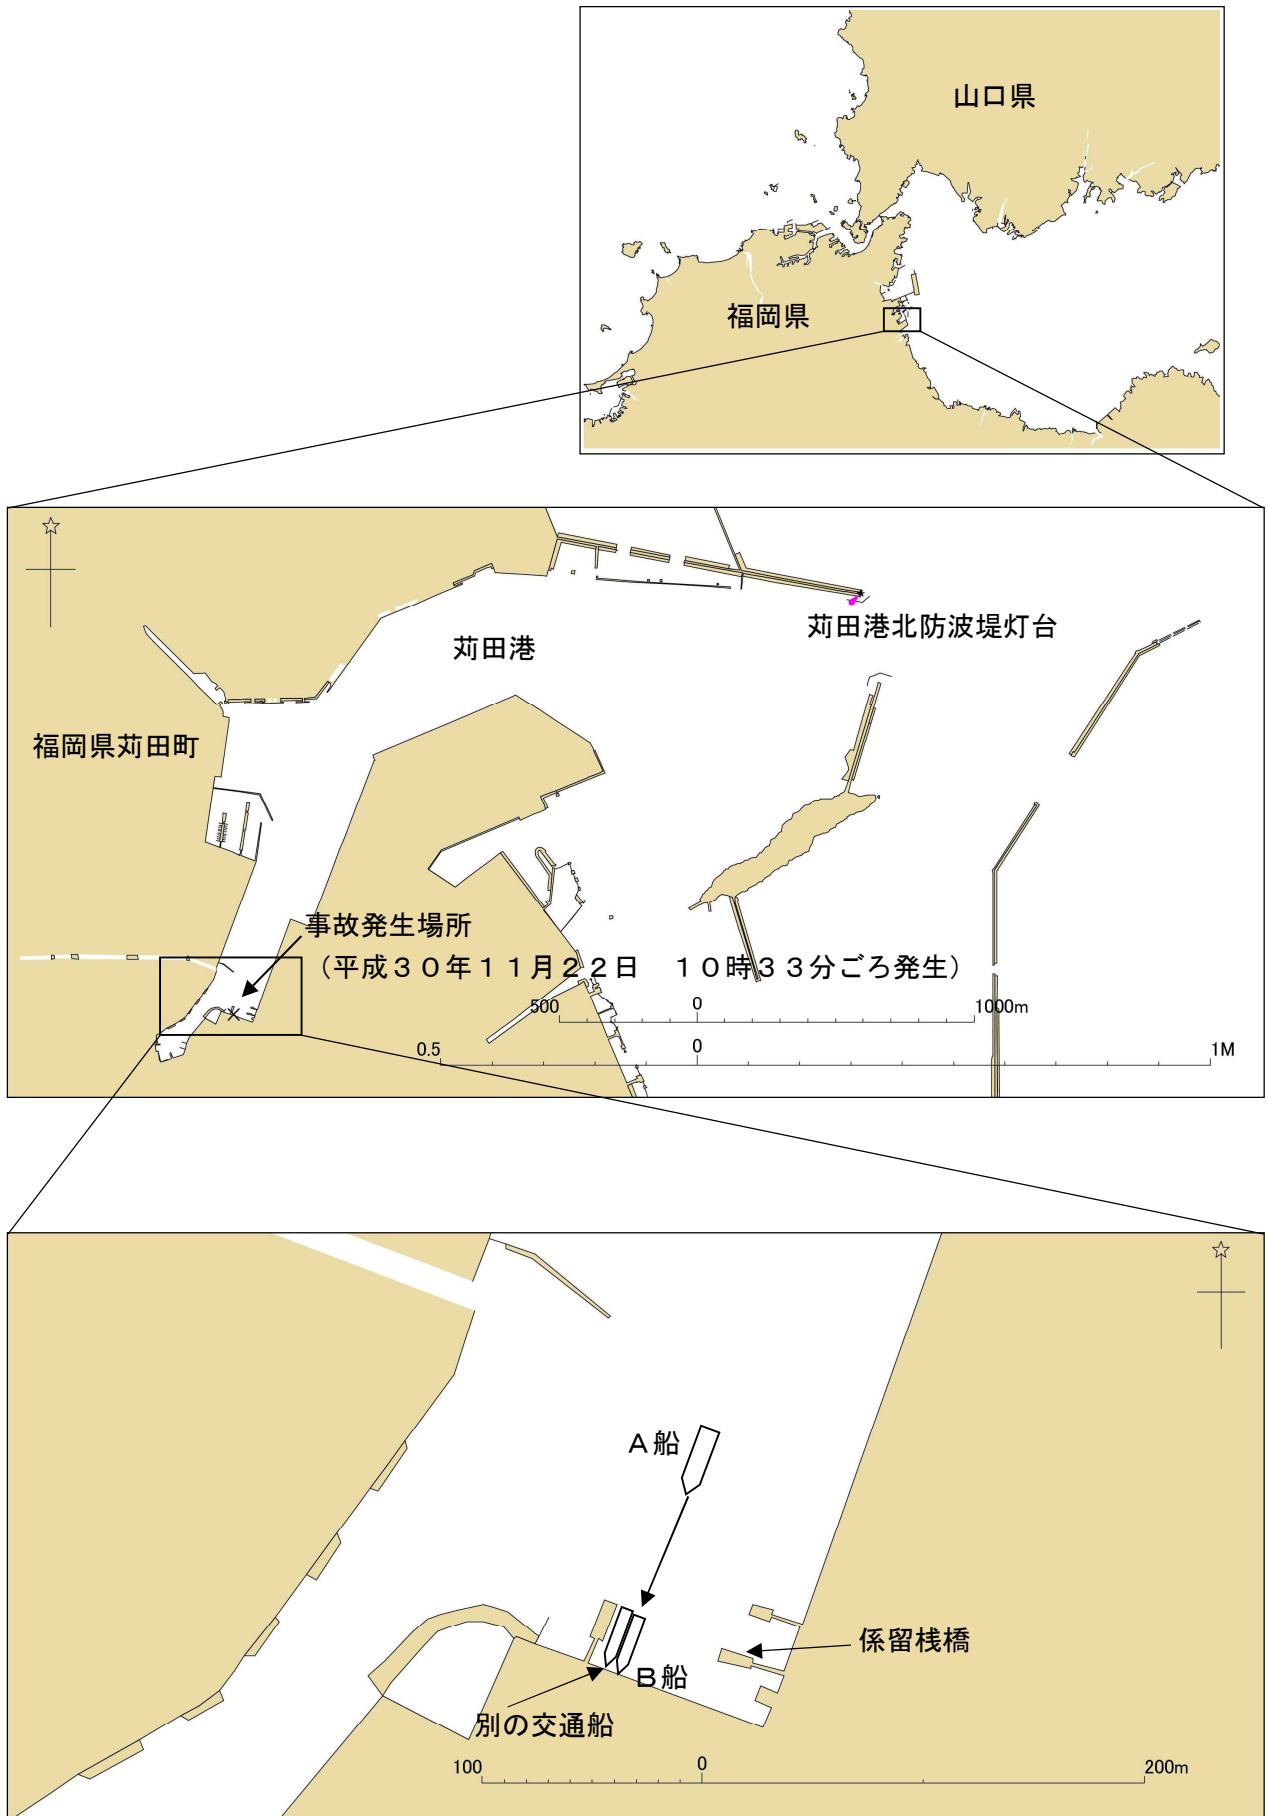 山口県
福岡県
苅田港北防波堤灯台
苅田港
福岡県苅田町
事故発生場所
（平成３０年１１月２２日　１０時３３分ごろ発生）
500 0 1000m
0.5 0 1M
Ａ船
係留桟橋
Ｂ船
別の交通船
100 0 200m